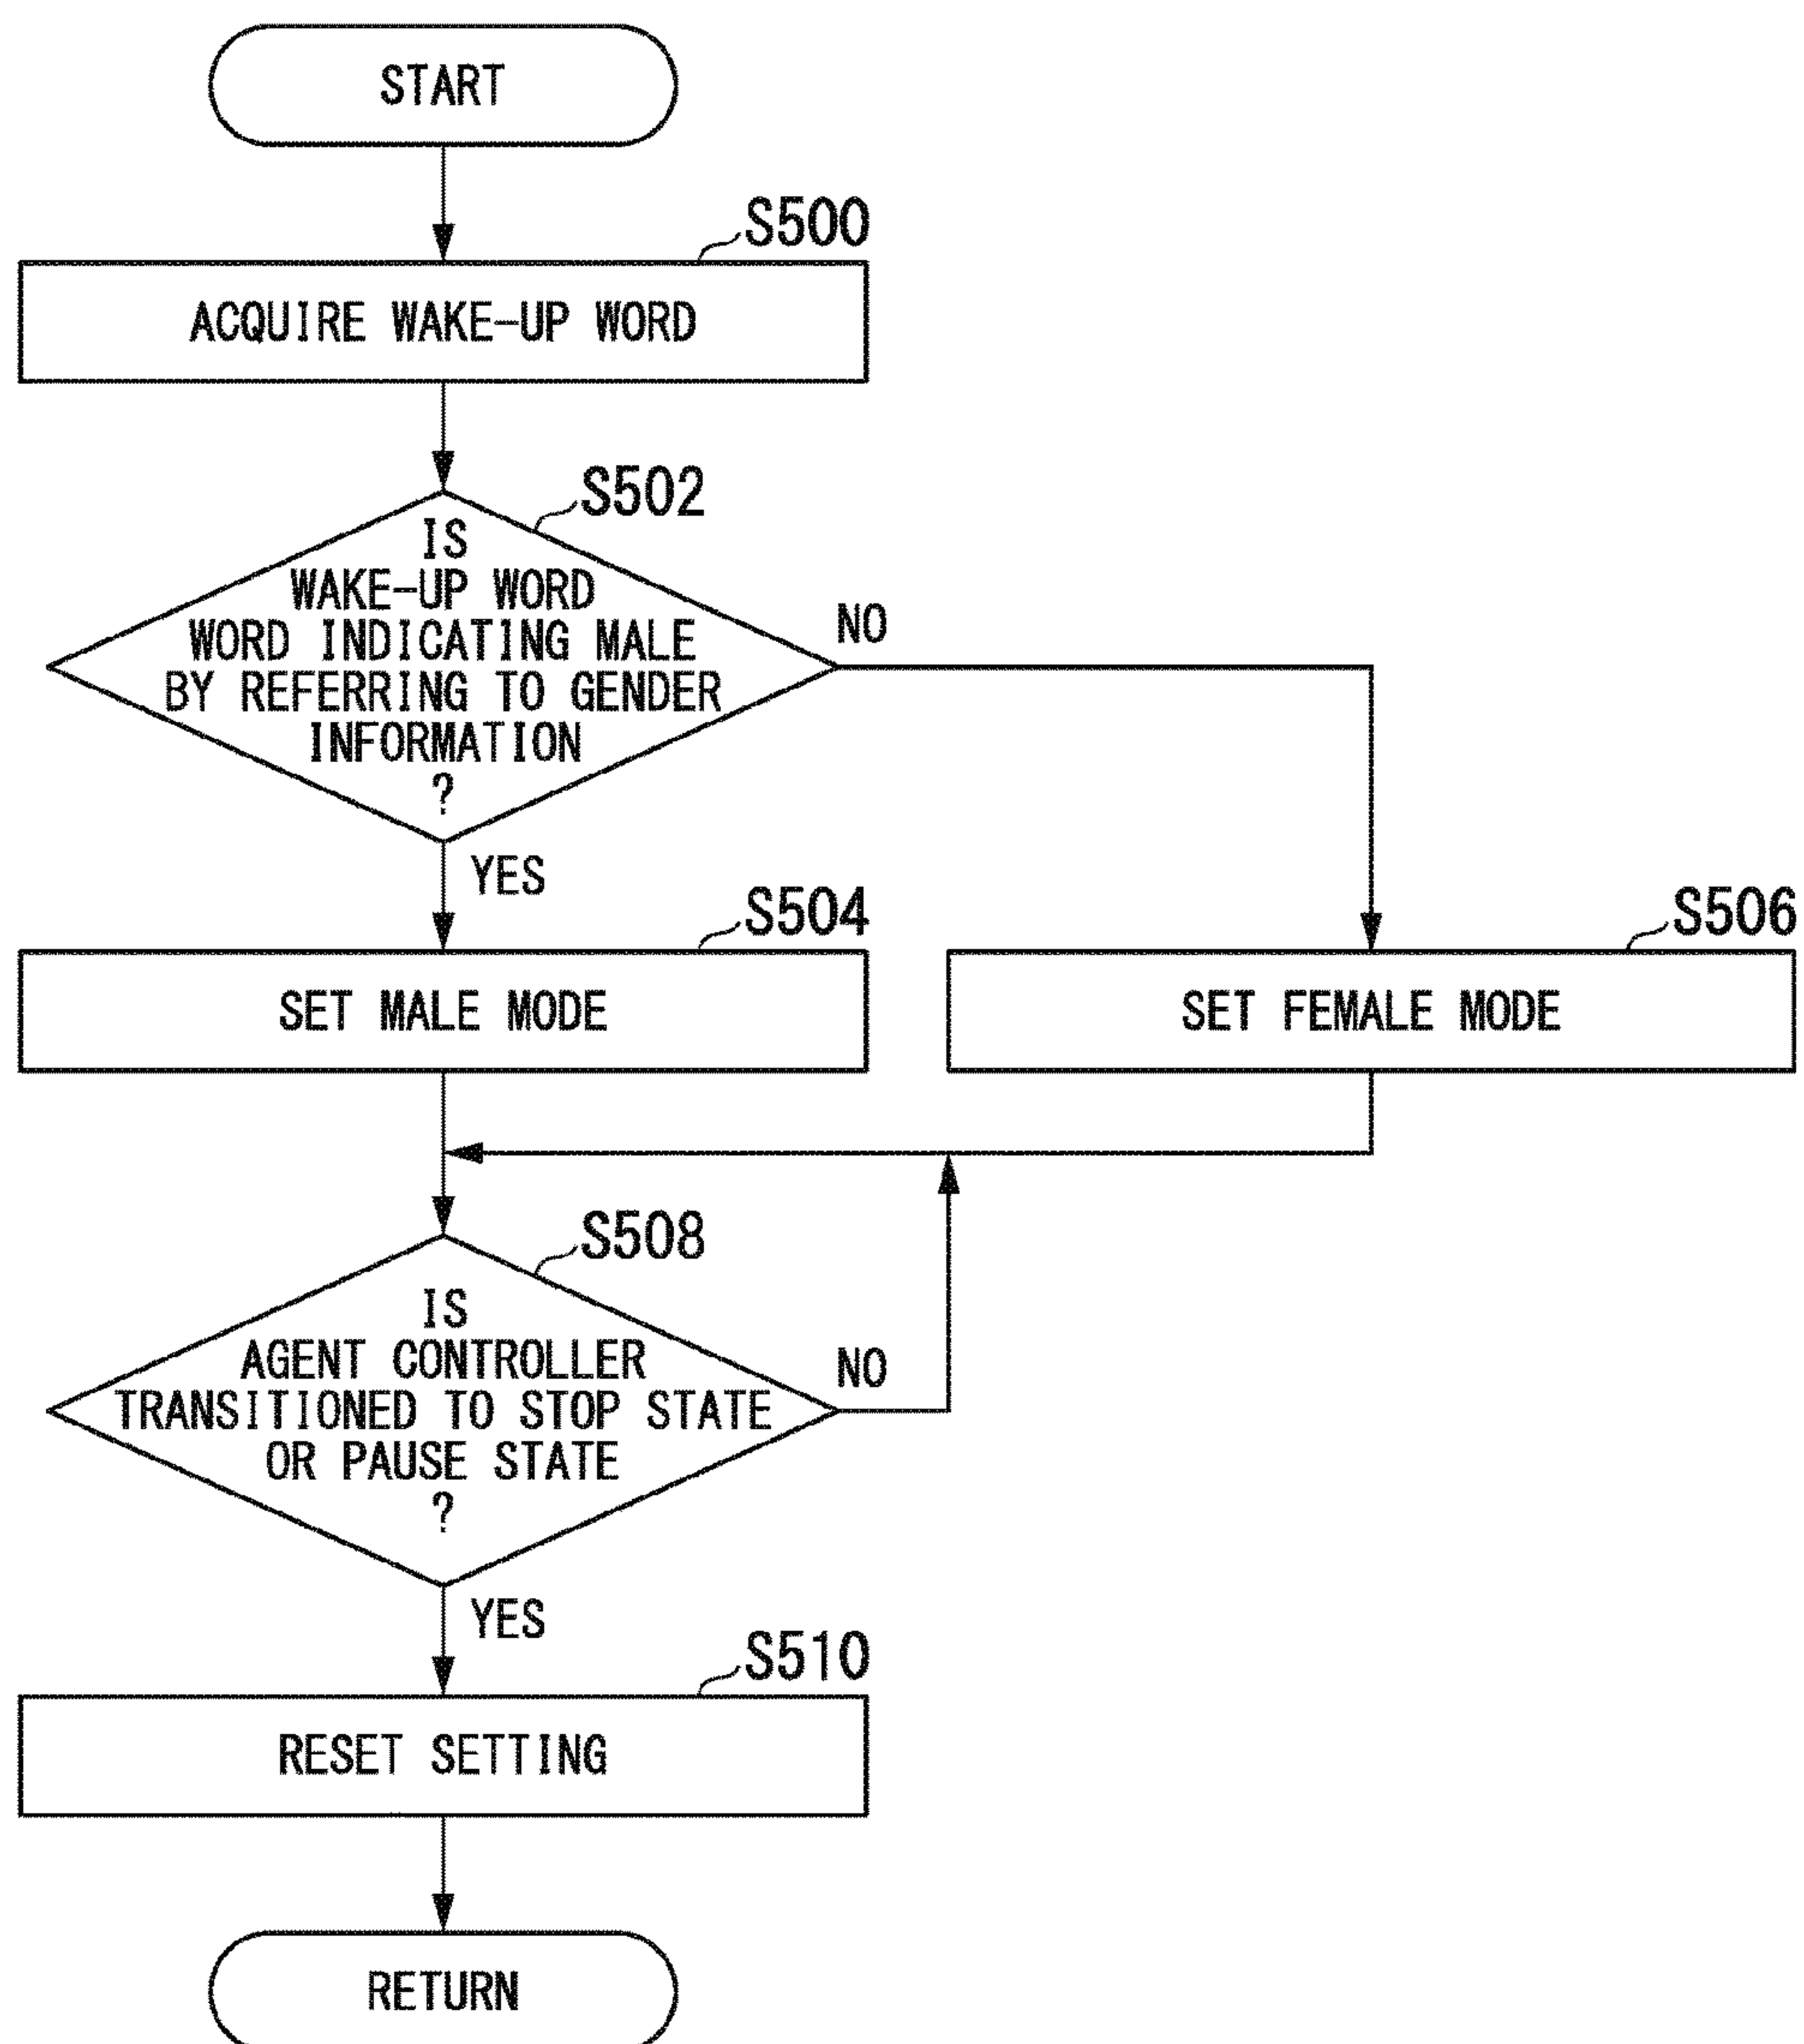 START
S500
ACQUIRE WAKE-UP WORD
S502
IS
WAKE-UP WORD
WORD INDICATING MALE
BY REFERRING TO GENDER
INFORMATION
?
NO
YES
S504
SET MALE MODE
S506
SET FEMALE MODE
S508
IS
AGENT CONTROLLER
TRANSITIONED TO STOP STATE
OR PAUSE STATE
?
NO
YES
S510
RESET SETTING
RETURN